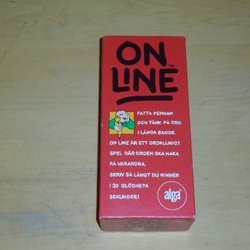 ON
LINE™
FATTA PENNAN
OCH TÄNK PÅ ORD
I LÅNGA BANOR.
ON LINE ÄR ETT ORDKLURIGT
SPEL DÄR ORDEN SKA HAKA
PÅ VARANDRA.
SKRIV SÅ LÅNGT DU HINNER
I 30 GLÖDHETA
SEKUNDER!
alga